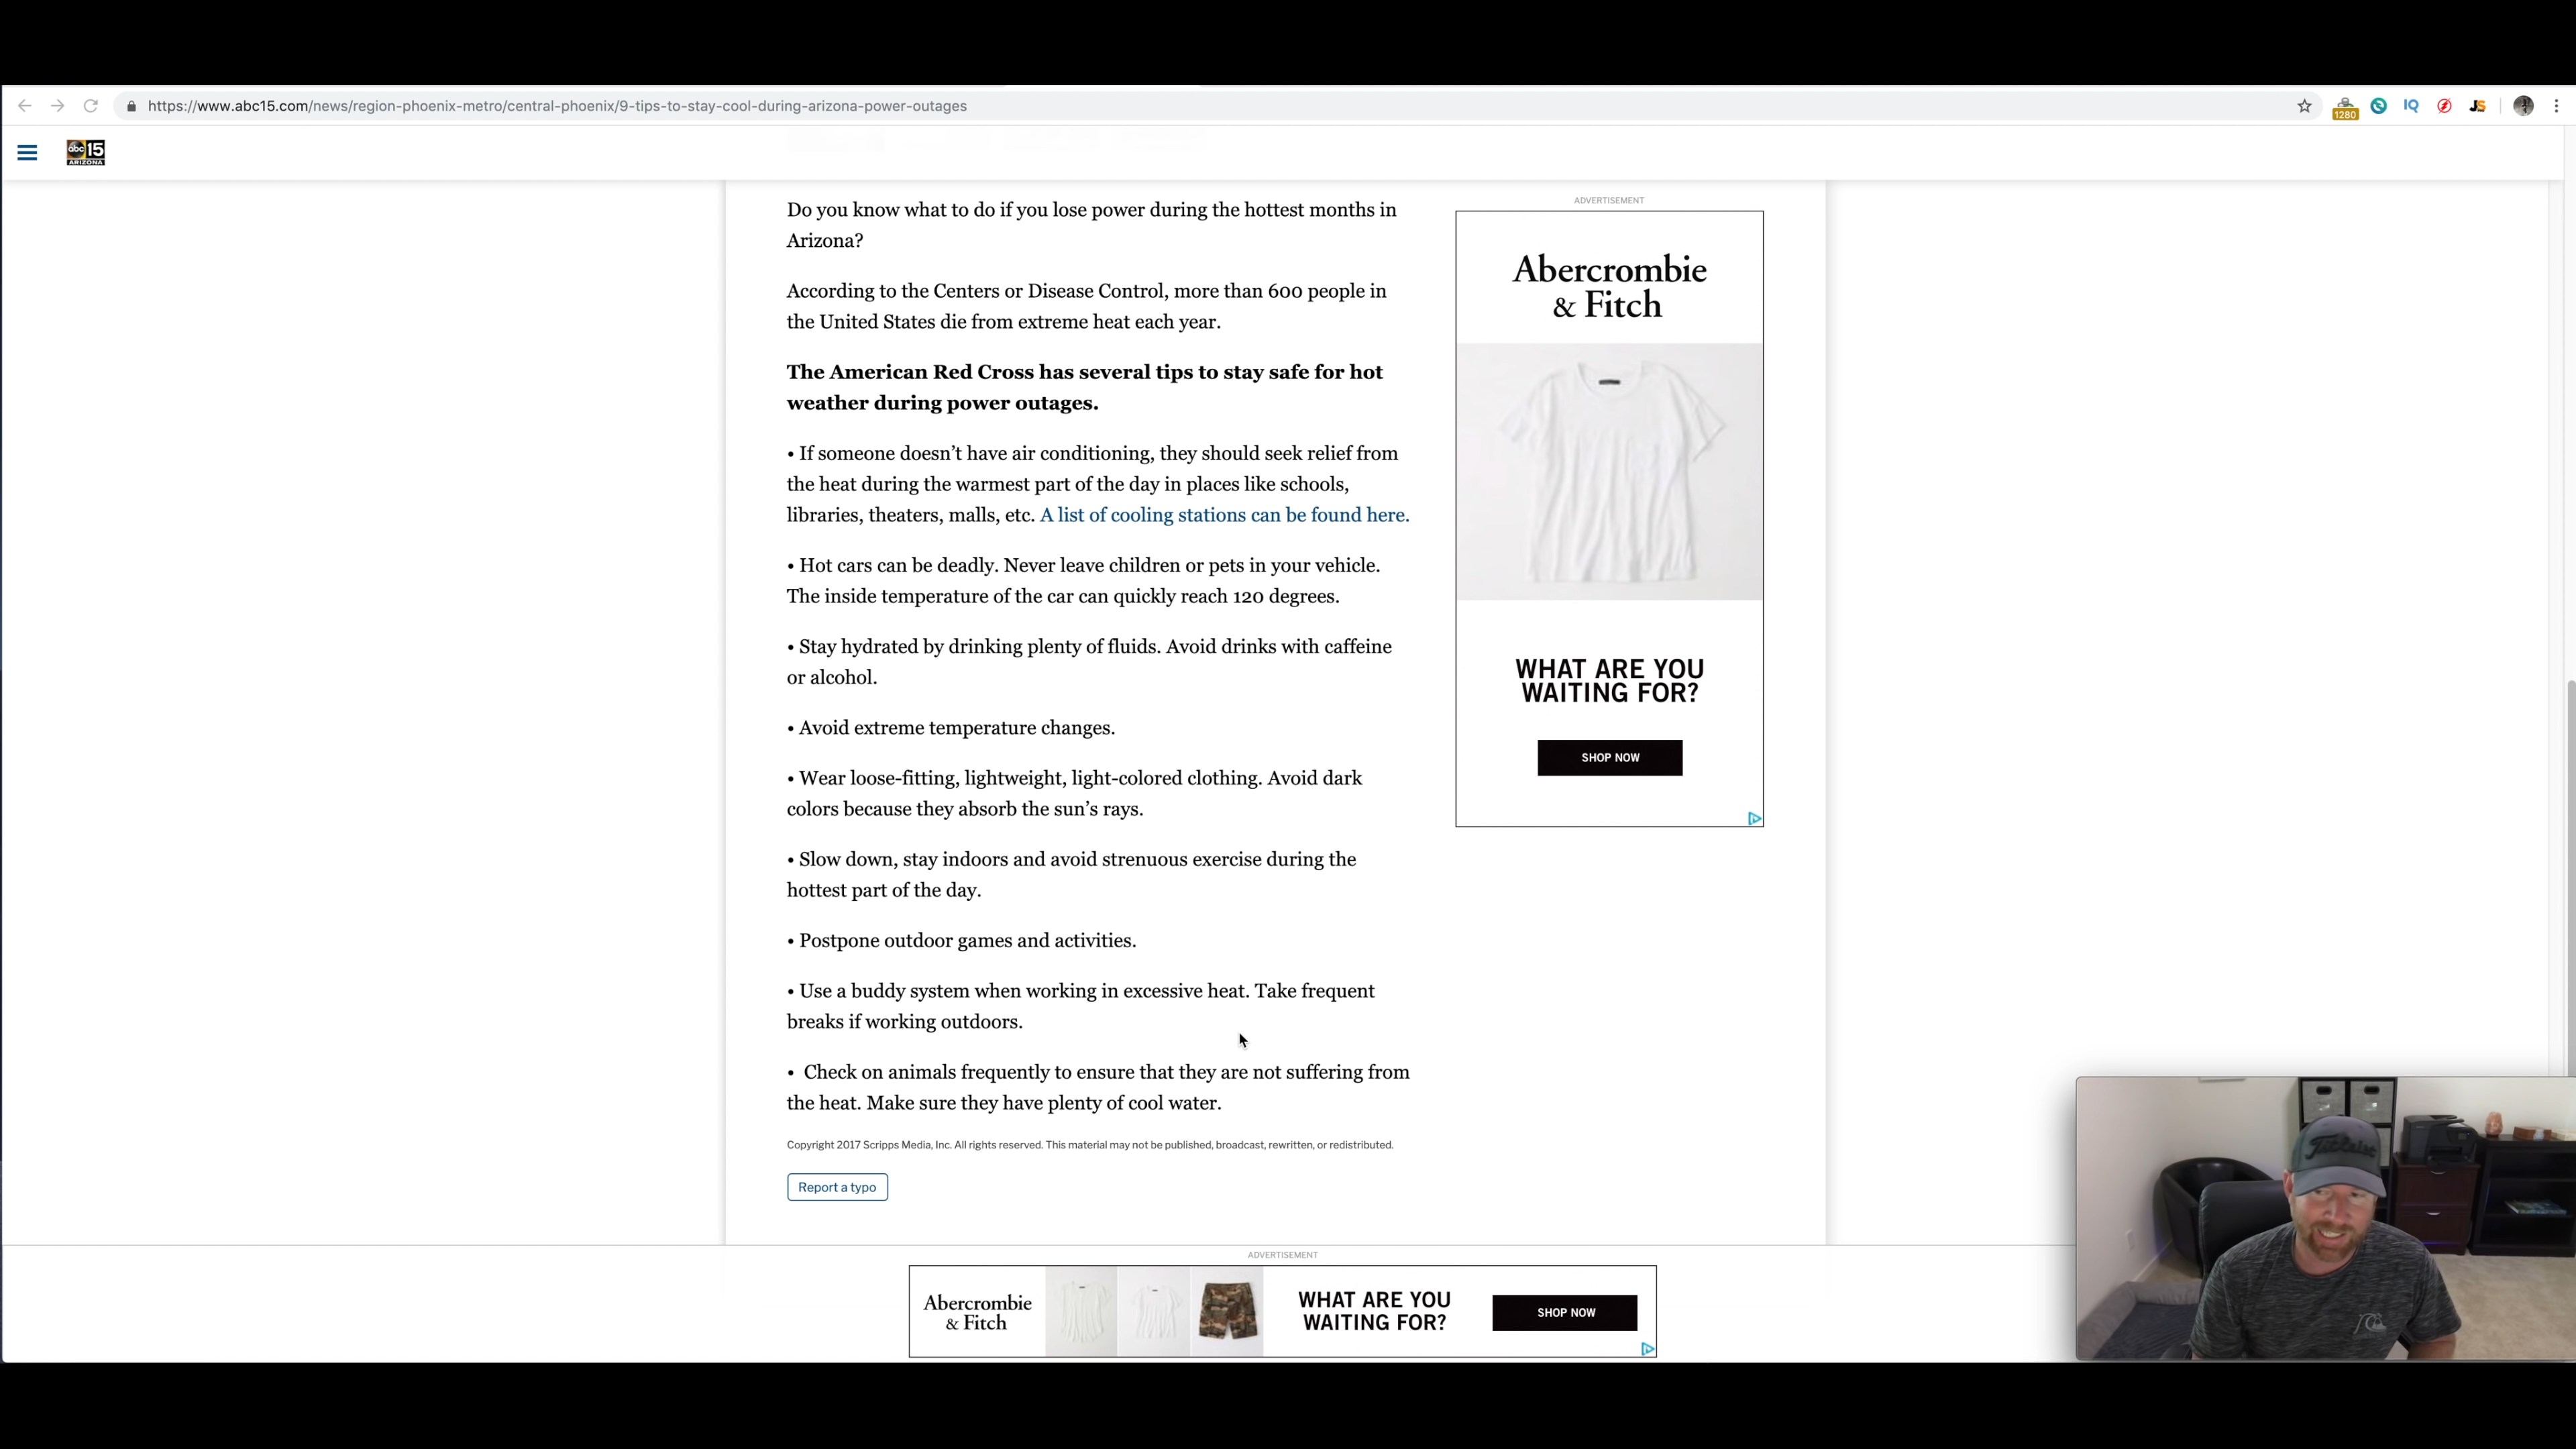 https://www.abc15.com/news/region-phoenix-metro/central-phoenix/9-tips-to-stay-cool-during-arizona-power-outages
1280
IQ
JS
abc 15
ARIZONA
Do you know what to do if you lose power during the hottest months in
Arizona?
According to the Centers or Disease Control, more than 600 people in
the United States die from extreme heat each year.
The American Red Cross has several tips to stay safe for hot
weather during power outages.
• If someone doesn’t have air conditioning, they should seek relief from
the heat during the warmest part of the day in places like schools,
libraries, theaters, malls, etc. A list of cooling stations can be found here.
• Hot cars can be deadly. Never leave children or pets in your vehicle.
The inside temperature of the car can quickly reach 120 degrees.
• Stay hydrated by drinking plenty of fluids. Avoid drinks with caffeine
or alcohol.
• Avoid extreme temperature changes.
• Wear loose-fitting, lightweight, light-colored clothing. Avoid dark
colors because they absorb the sun’s rays.
• Slow down, stay indoors and avoid strenuous exercise during the
hottest part of the day.
• Postpone outdoor games and activities.
• Use a buddy system when working in excessive heat. Take frequent
breaks if working outdoors.
• Check on animals frequently to ensure that they are not suffering from
the heat. Make sure they have plenty of cool water.
Copyright 2017 Scripps Media, Inc. All rights reserved. This material may not be published, broadcast, rewritten, or redistributed.
Report a typo
ADVERTISEMENT
Abercrombie
& Fitch
WHAT ARE YOU
WAITING FOR?
SHOP NOW
ADVERTISEMENT
Abercrombie
& Fitch
WHAT ARE YOU
WAITING FOR?
SHOP NOW
Titleist